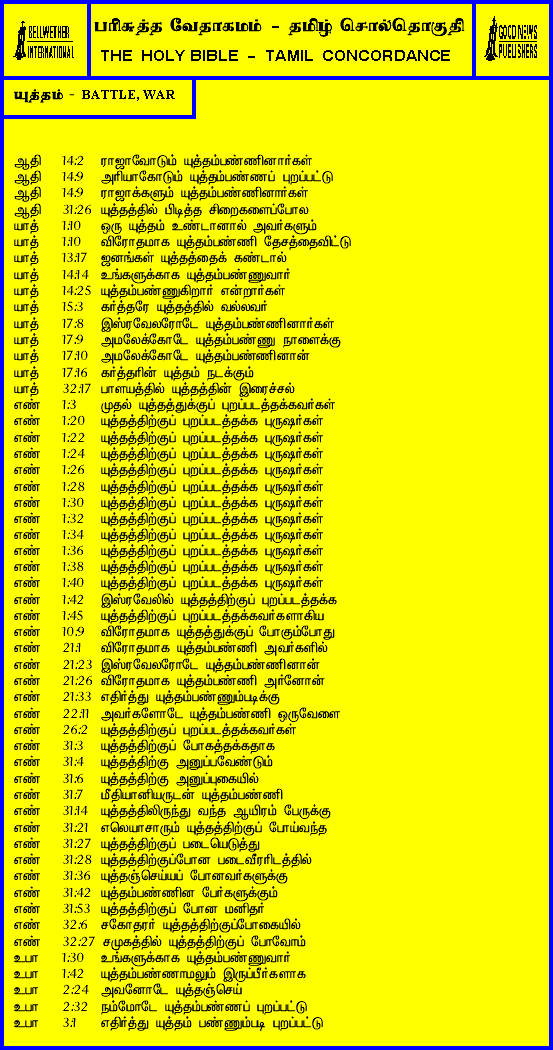 BELLWETHER
INTERNATIONAL
பரிசுத்த வேதாகமம் - தமிழ் சொல்தொகுதி
THE HOLY BIBLE - TAMIL CONCORDANCE
GOOD NEWS
PUBLISHERS
யுத்தம் - BATTLE, WAR
ஆதி 14:2 ராஜாவோடும் யுத்தம்பண்ணினார்கள்
ஆதி 14:9 அரியாகோடும் யுத்தம்பண்ணப் புறப்பட்டு
ஆதி 14:9 ராஜாக்களும் யுத்தம்பண்ணினார்கள்
ஆதி 31:26 யுத்தத்தில் பிடித்த சிறைகளைப்போல
யாத் 1:10 ஒரு யுத்தம் உண்டானால் அவர்களும்
யாத் 1:10 விரோதமாக யுத்தம்பண்ணி தேசத்தைவிட்டு
யாத் 13:17 ஜனங்கள் யுத்தத்தைக் கண்டால்
யாத் 14:14 உங்களுக்காக யுத்தம்பண்ணுவார்
யாத் 14:25 யுத்தம்பண்ணுகிறார் என்றார்கள்
யாத் 15:3 கர்த்தரே யுத்தத்தில் வல்லவர்
யாத் 17:8 இஸ்ரவேலரோடே யுத்தம்பண்ணினார்கள்
யாத் 17:9 அமலேக்கோடே யுத்தம்பண்ணு நாளைக்கு
யாத் 17:10 அமலேக்கோடே யுத்தம்பண்ணினான்
யாத் 17:16 கர்த்தரின் யுத்தம் நடக்கும்
யாத் 32:17 பாளயத்தில் யுத்தத்தின் இரைச்சல்
எண் 1:3 முதல் யுத்தத்துக்குப் புறப்படத்தக்கவர்கள்
எண் 1:20 யுத்தத்திற்குப் புறப்படத்தக்க புருஷர்கள்
எண் 1:22 யுத்தத்திற்குப் புறப்படத்தக்க புருஷர்கள்
எண் 1:24 யுத்தத்திற்குப் புறப்படத்தக்க புருஷர்கள்
எண் 1:26 யுத்தத்திற்குப் புறப்படத்தக்க புருஷர்கள்
எண் 1:28 யுத்தத்திற்குப் புறப்படத்தக்க புருஷர்கள்
எண் 1:30 யுத்தத்திற்குப் புறப்படத்தக்க புருஷர்கள்
எண் 1:32 யுத்தத்திற்குப் புறப்படத்தக்க புருஷர்கள்
எண் 1:34 யுத்தத்திற்குப் புறப்படத்தக்க புருஷர்கள்
எண் 1:36 யுத்தத்திற்குப் புறப்படத்தக்க புருஷர்கள்
எண் 1:38 யுத்தத்திற்குப் புறப்படத்தக்க புருஷர்கள்
எண் 1:40 யுத்தத்திற்குப் புறப்படத்தக்க புருஷர்கள்
எண் 1:42 இஸ்ரவேலில் யுத்தத்திற்குப் புறப்படத்தக்க
எண் 1:45 யுத்தத்திற்குப் புறப்படத்தக்கவர்களாகிய
எண் 10:9 விரோதமாக யுத்தத்துக்குப் போகும்போது
எண் 21:1 விரோதமாக யுத்தம்பண்ணி அவர்களில்
எண் 21:23 இஸ்ரவேலரோடே யுத்தம்பண்ணினான்
எண் 21:26 விரோதமாக யுத்தம்பண்ணி அர்னோன்
எண் 21:33 எதிர்த்து யுத்தம்பண்ணும்படிக்கு
எண் 22:11 அவர்களோடே யுத்தம்பண்ணி ஒருவேளை
எண் 26:2 யுத்தத்திற்குப் புறப்படத்தக்கவர்கள்
எண் 31:3 யுத்தத்திற்குப் போகத்தக்கதாக
எண் 31:4 யுத்தத்திற்கு அனுப்பவேண்டும்
எண் 31:6 யுத்தத்திற்கு அனுப்புகையில்
எண் 31:7 மீதியானியருடன் யுத்தம்பண்ணி
எண் 31:14 யுத்தத்திலிருந்து வந்த ஆயிரம் பேருக்கு
எண் 31:21 எலெயாசாரும் யுத்தத்திற்குப் போய்வந்த
எண் 31:27 யுத்தத்திற்குப் படையெடுத்து
எண் 31:28 யுத்தத்திற்குப்போன படைவீரரிடத்தில்
எண் 31:36 யுத்தஞ்செய்யப் போனவர்களுக்கு
எண் 31:42 யுத்தம்பண்ணின பேர்களுக்கும்
எண் 31:53 யுத்தத்திற்குப் போன மனிதர்
எண் 32:6 சகோதரர் யுத்தத்திற்குப்போகையில்
எண் 32:27 சமுகத்தில் யுத்தத்திற்குப் போவோம்
உபா 1:30 உங்களுக்காக யுத்தம்பண்ணுவார்
உபா 1:42 யுத்தம்பண்ணாமலும் இருப்பீர்களாக
உபா 2:24 அவனோடே யுத்தஞ்செய்
உபா 2:32 நம்மோடே யுத்தம்பண்ணப் புறப்பட்டு
உபா 3:1 எதிர்த்து யுத்தம் பண்ணும்படி புறப்பட்டு